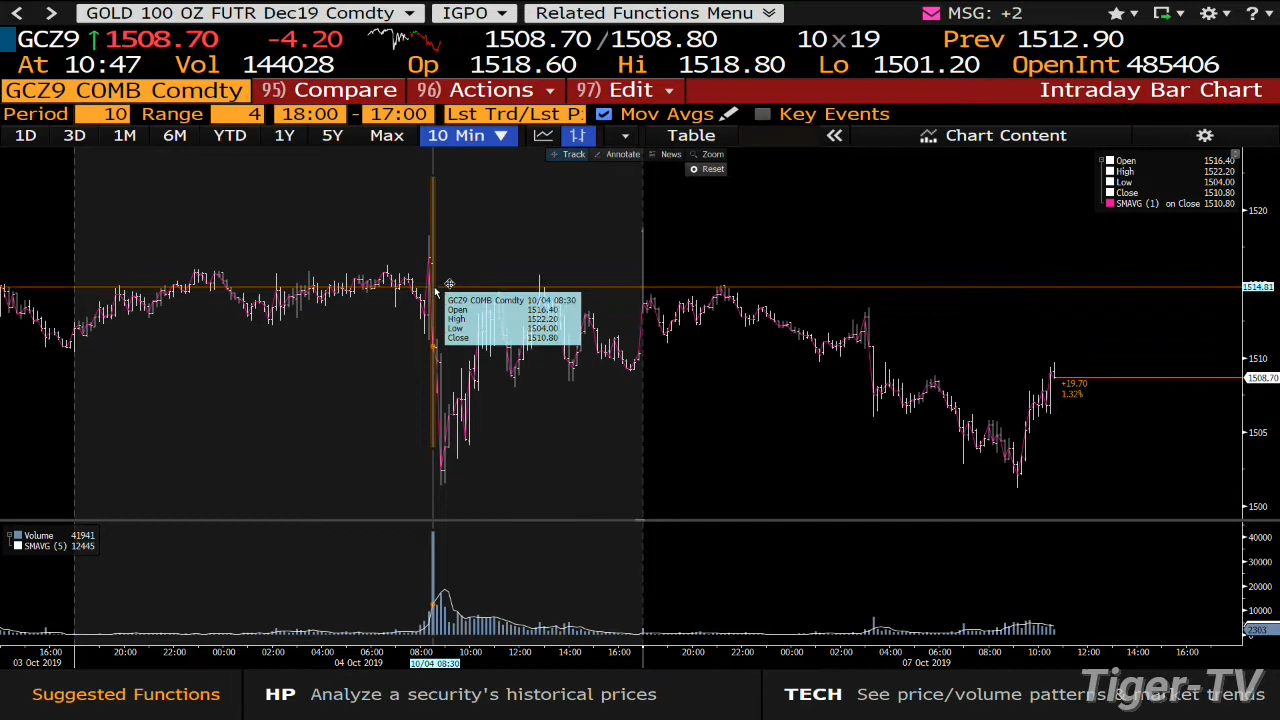 GOLD 100 OZ FUTR Dec19 Comdty IGPO Related Functions Menu MSG: +2 ?
GCZ9 1508.70 -4.20 1508.70 /1508.80 10x19 Prev 1512.90
At 10:47 Vol 144028 Op 1518.60 Hi 1518.80 Lo 1501.20 OpenInt 485406
GCZ9 COMB Comdty 95) Compare 96) Actions 97) Edit Intraday Bar Chart
Period 10 Range 4 18:00 - 17:00 Lst Trd/Lst P Mov Avgs Key Events
1D 3D 1M 6M YTD 1Y 5Y Max 10 Min Table Chart Content
Track Annotate News Zoom
Reset
Open 1516.40
High 1522.20
Low 1504.00
Close 1510.80
SMAVG (1) on Close 1510.80
1520
1514.81
GCZ9 COMB Comdty 10/04 08:30
Open 1516.40
High 1522.20
Low 1504.00
Close 1510.80
1510
1508.70
+19.70
1.32%
1505
1500
Volume 41941
SMAVG (5) 12445
40000
30000
20000
10000
2303
0
16:00 20:00 22:00 00:00 02:00 04:00 06:00 08:00 10:00 12:00 14:00 16:00 20:00 22:00 00:00 02:00 04:00 06:00 08:00 10:00 12:00 14:00 16:00
03 Oct 2019 04 Oct 2019 10/04 08:30 07 Oct 2019
Suggested Functions HP Analyze a security's historical prices TECH See price/volume patterns & market trends
Tiger-TV